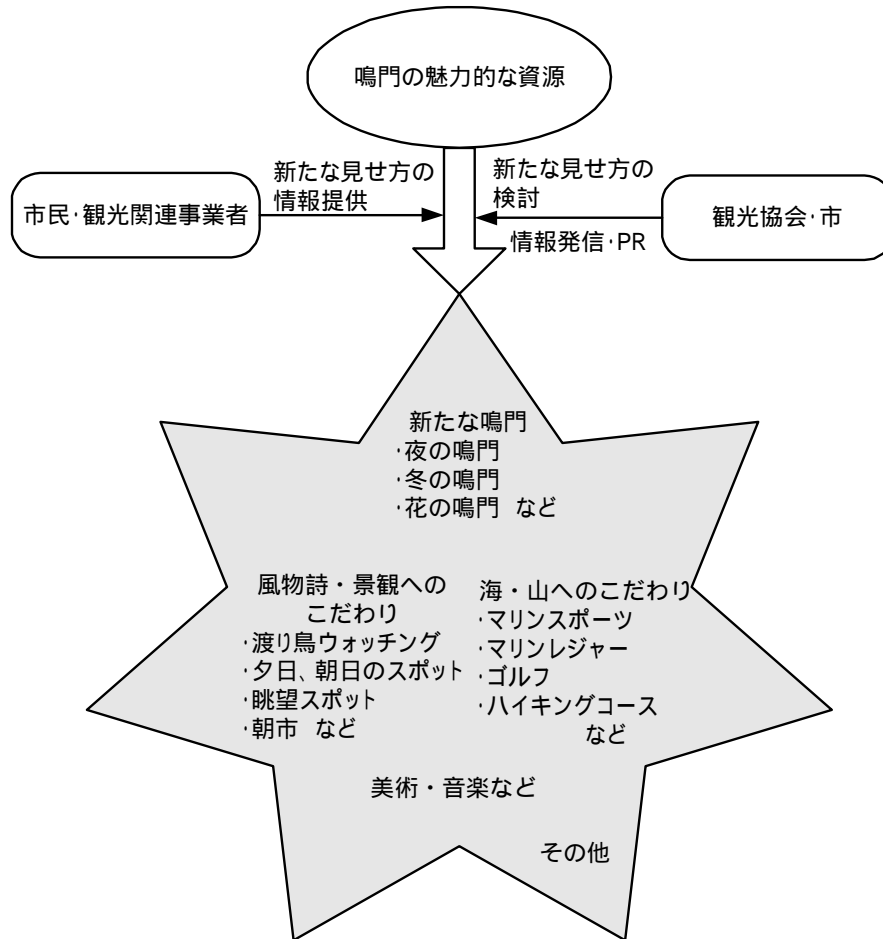 鳴門の魅力的な資源
新たな見せ方の
情報提供
新たな見せ方の
検討
市民・観光関連事業者
観光協会・市
情報発信・PR
新たな鳴門
・夜の鳴門
・冬の鳴門
・花の鳴門 など
風物詩・景観への
こだわり
・渡り鳥ウォッチング
・夕日、朝日のスポット
・眺望スポット
・朝市 など
海・山へのこだわり
・マリンスポーツ
・マリンレジャー
・ゴルフ
・ハイキングコース
など
美術・音楽など
その他